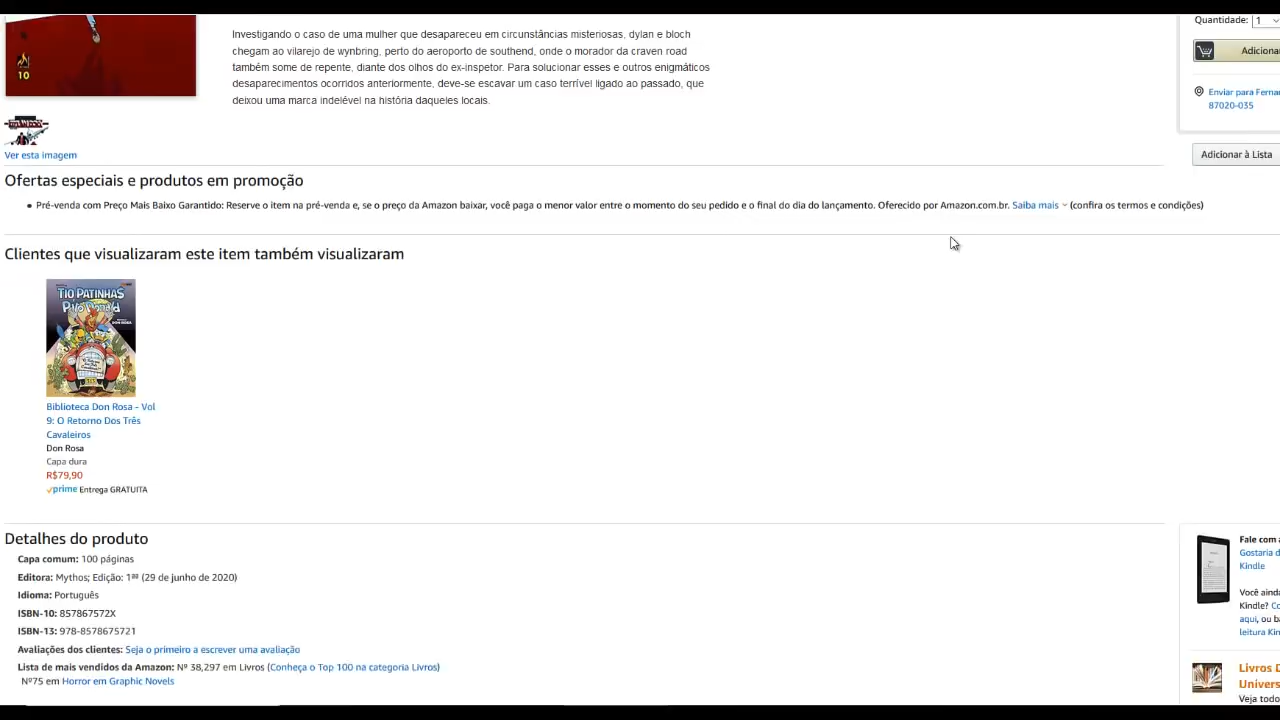 10
Ver esta imagem
Investigando o caso de uma mulher que desapareceu em circunstâncias misteriosas, dylan e bloch
chegam ao vilarejo de wynbring, perto do aeroporto de southend, onde o morador da craven road
também some de repente, diante dos olhos do ex-inspetor. Para solucionar esses e outros enigmáticos
desaparecimentos ocorridos anteriormente, deve-se escavar um caso terrível ligado ao passado, que
deixou uma marca indelével na história daqueles locais.
Quantidade: 1
Adiciona
Enviar para Ferna
87020-035
Adicionar à Lista
Ofertas especiais e produtos em promoção
Pré-venda com Preço Mais Baixo Garantido: Reserve o item na pré-venda e, se o preço da Amazon baixar, você paga o menor valor entre o momento do seu pedido e o final do dia do lançamento. Oferecido por Amazon.com.br. Saiba mais (confira os termos e condições)
Clientes que visualizaram este item também visualizaram
TIO PATINHAS
Pato Donald
DON ROSA
Biblioteca Don Rosa - Vol
9: O Retorno Dos Três
Cavaleiros
Don Rosa
Capa dura
R$79,90
prime Entrega GRATUITA
Detalhes do produto
Capa comum: 100 páginas
Editora: Mythos; Edição: 1ªª (29 de junho de 2020)
Idioma: Português
ISBN-10: 857867572X
ISBN-13: 978-8578675721
Avaliações dos clientes: Seja o primeiro a escrever uma avaliação
Lista de mais vendidos da Amazon: Nº 38,297 em Livros (Conheça o Top 100 na categoria Livros)
Nº75 em Horror em Graphic Novels
Fale com a
Gostaria d
Kindle
Você aind
Kindle? Co
aqui, ou b
leitura Kin
Livros D
Univers
Veja todo